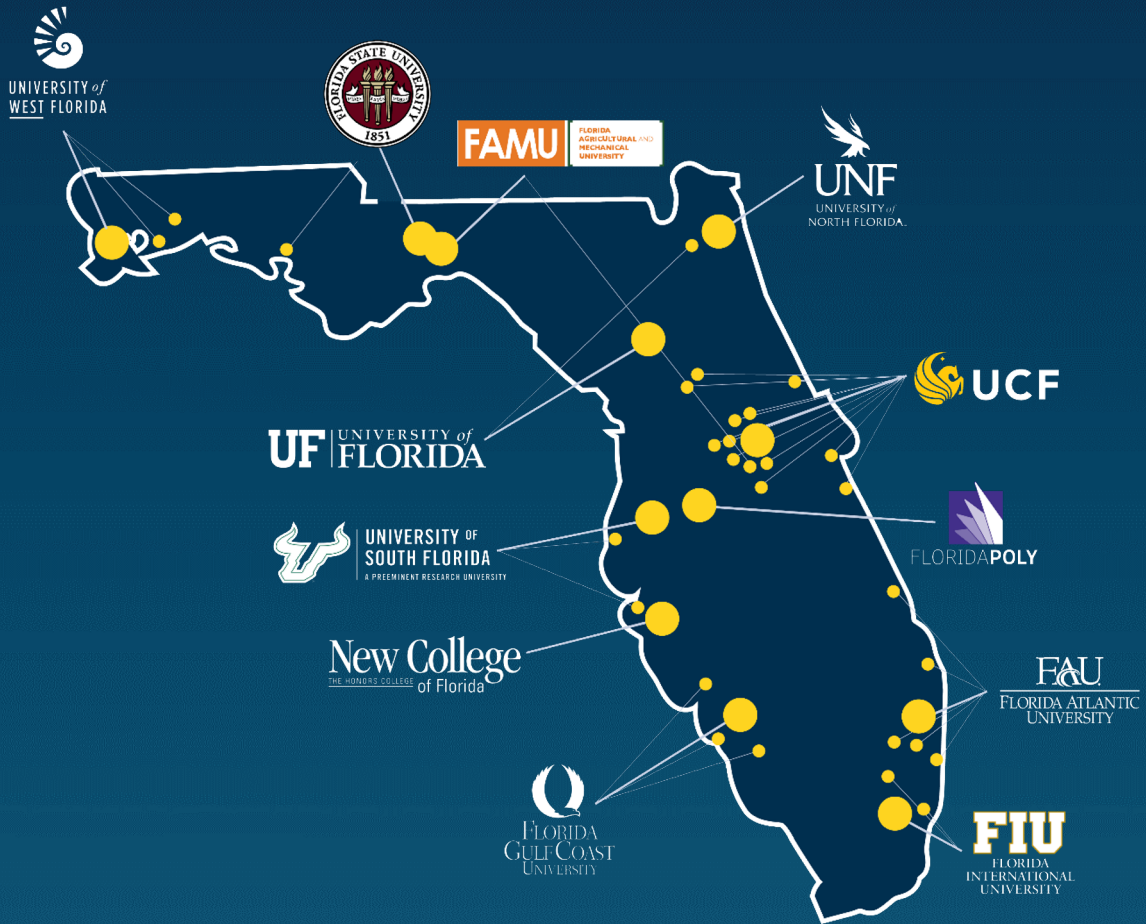 UNIVERSITY of
WEST FLORIDA
FLORIDA STATE UNIVERSITY
1851
FAMU
FLORIDA
AGRICULTURAL AND
MECHANICAL
UNIVERSITY
UNF
UNIVERSITY of
NORTH FLORIDA
UCF
UF
UNIVERSITY of
FLORIDA
UNIVERSITY OF
SOUTH FLORIDA
A PREEMINENT RESEARCH UNIVERSITY
FLORIDAPOLY
New College
THE HONORS COLLEGE of Florida
FAU
FLORIDA ATLANTIC
UNIVERSITY
FLORIDA
GULF COAST
UNIVERSITY
FIU
FLORIDA
INTERNATIONAL
UNIVERSITY